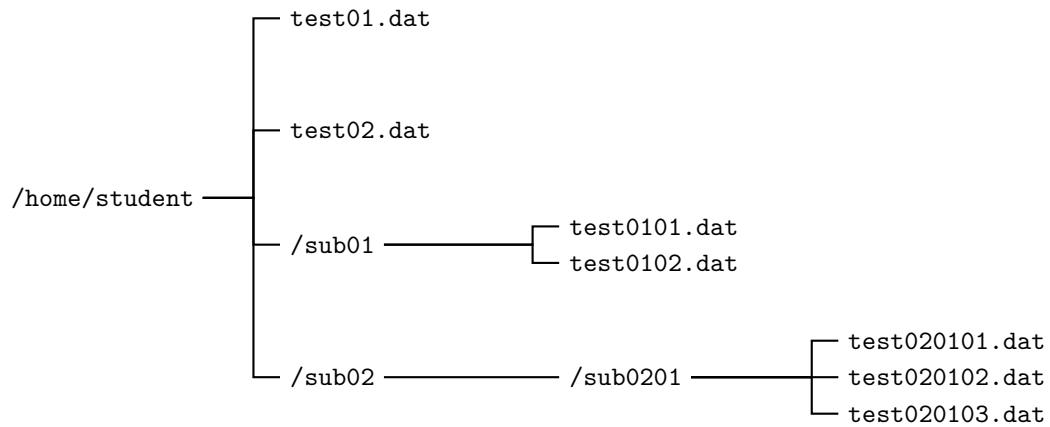 test01.dat
test02.dat
/home/student
/sub01
test0101.dat
test0102.dat
/sub02
/sub0201
test020101.dat
test020102.dat
test020103.dat